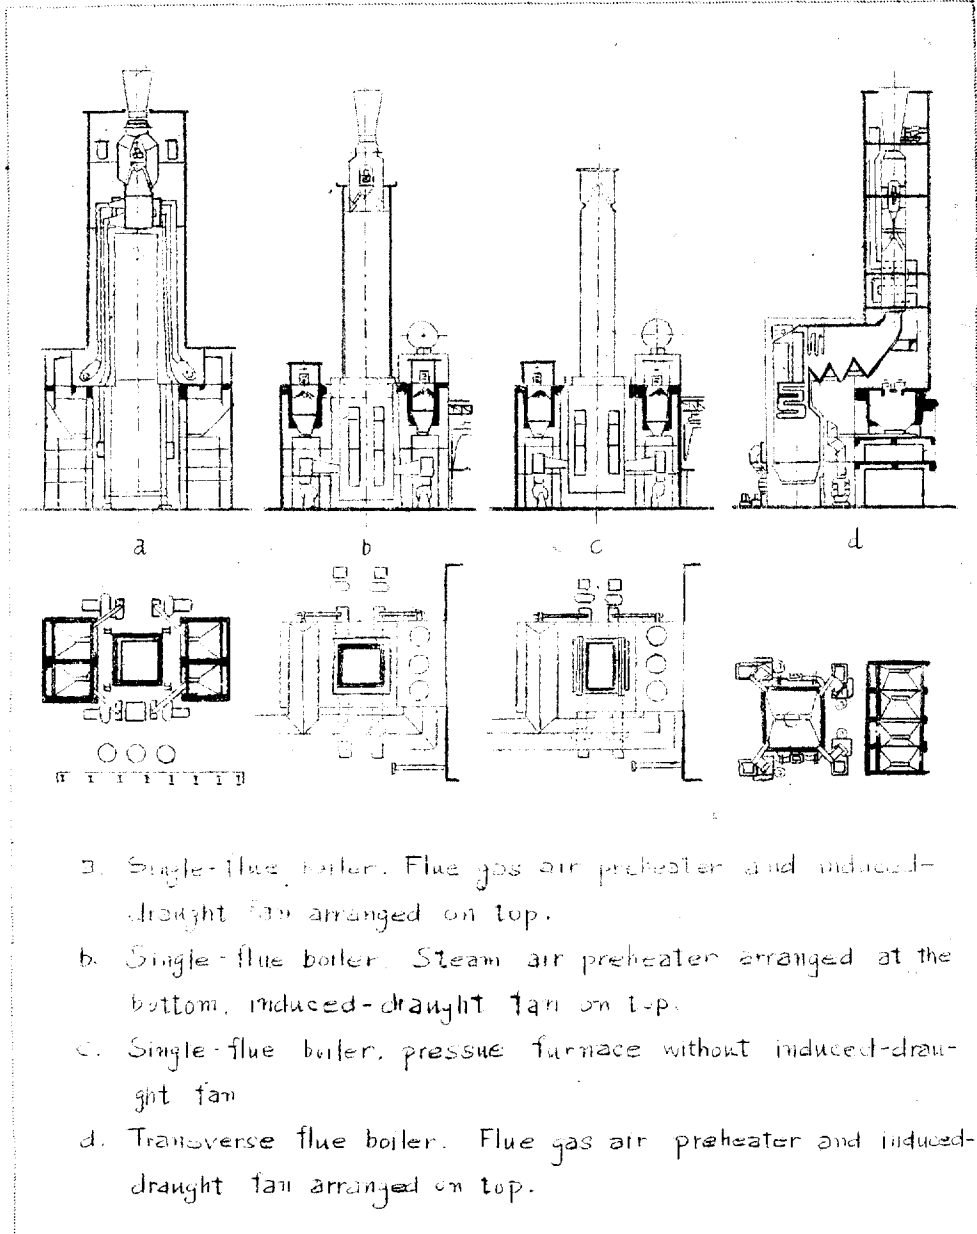 a
b
c
d
a. Single-flue boiler. Flue gas air preheater and induced-
draught fan arranged on top.
b. Single-flue boiler. Steam air preheater arranged at the
bottom, induced-draught fan on top.
c. Single-flue boiler, pressue furnace without induced-drau-
ght fan
d. Transverse flue boiler. Flue gas air preheater and induced-
draught fan arranged on top.